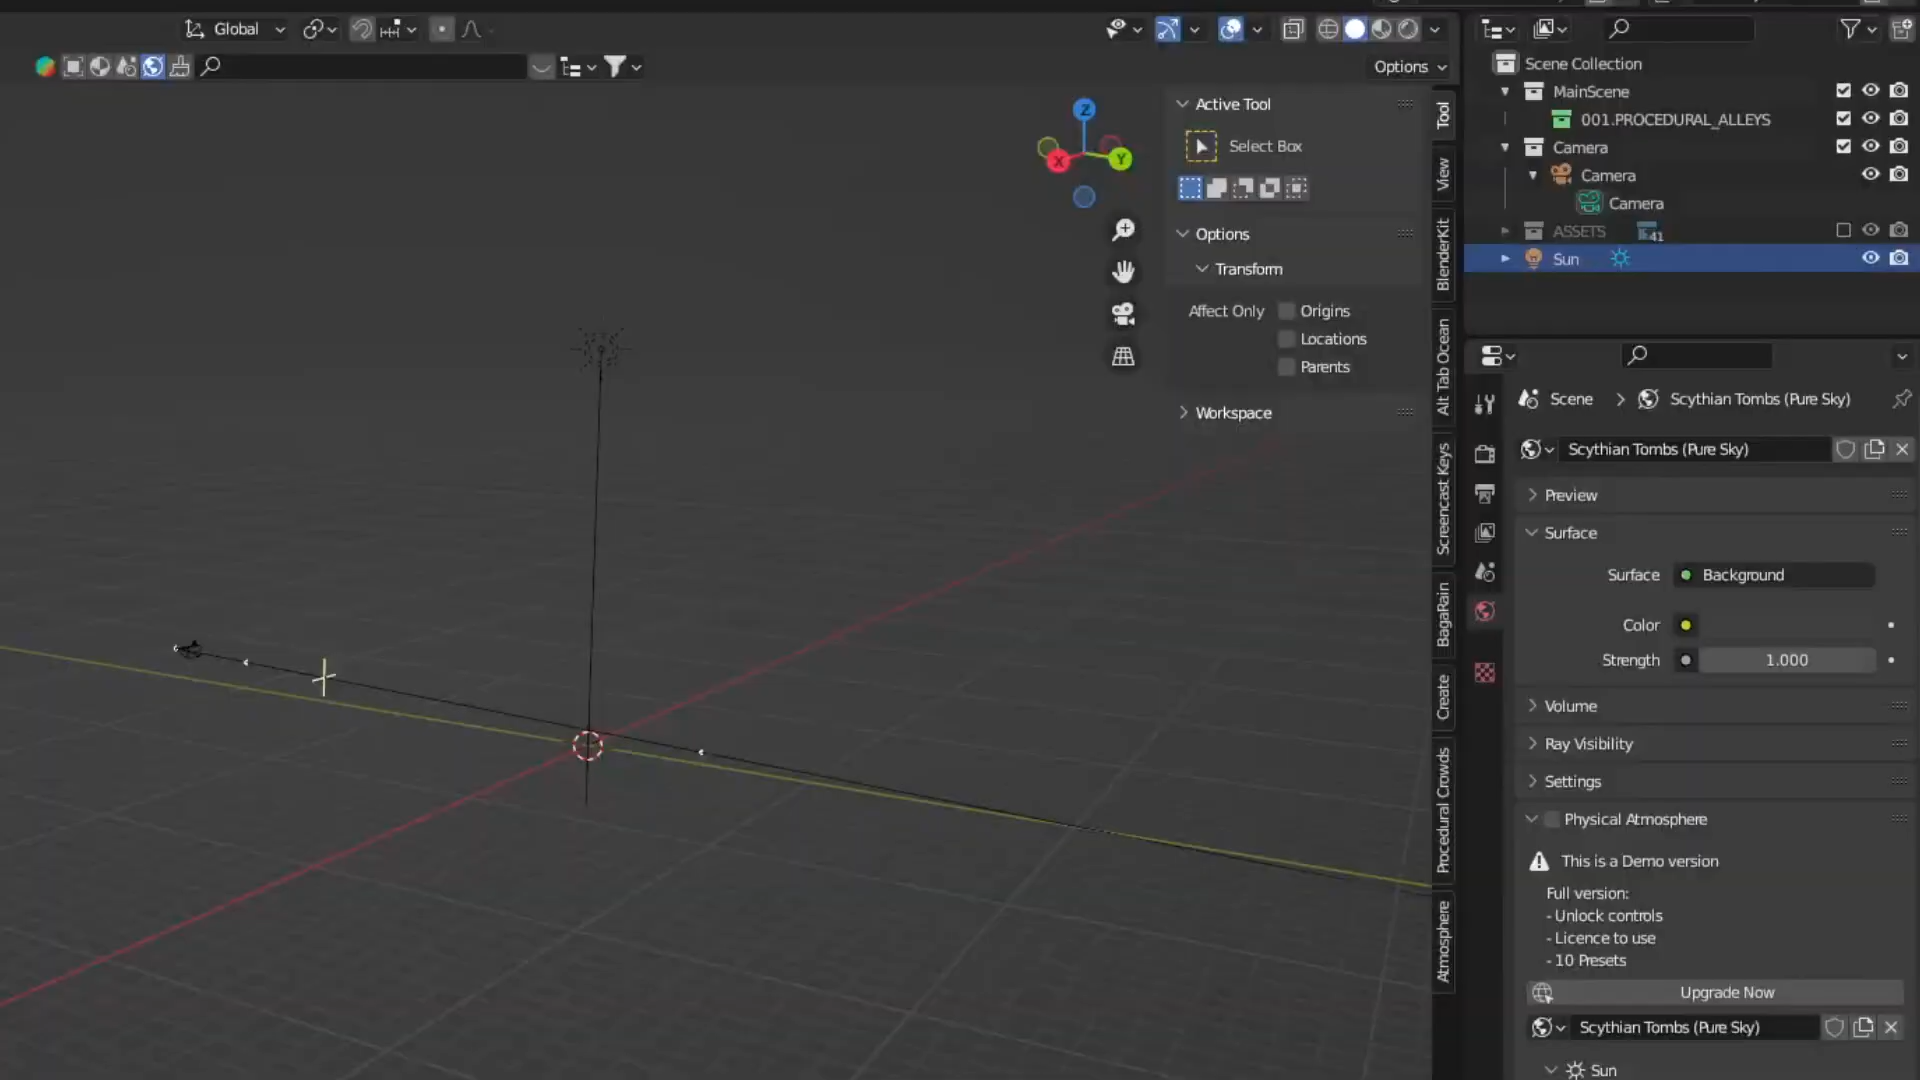 Global
Options
Z
X
Y
Active Tool
Select Box
Options
Transform
Affect Only
Origins
Locations
Parents
Workspace
Tool
View
BlenderKit
Alt Tab Ocean
Screencast Keys
BagaRain
Create
Procedural Crowds
Atmosphere
Scene Collection
MainScene
001.PROCEDURAL_ALLEYS
Camera
Camera
Camera
ASSETS 41
Sun
Scene > Scythian Tombs (Pure Sky)
Scythian Tombs (Pure Sky)
Preview
Surface
Surface Background
Color
Strength 1.000
Volume
Ray Visibility
Settings
Physical Atmosphere
This is a Demo version
Full version:
- Unlock controls
- Licence to use
- 10 Presets
Upgrade Now
Scythian Tombs (Pure Sky)
Sun